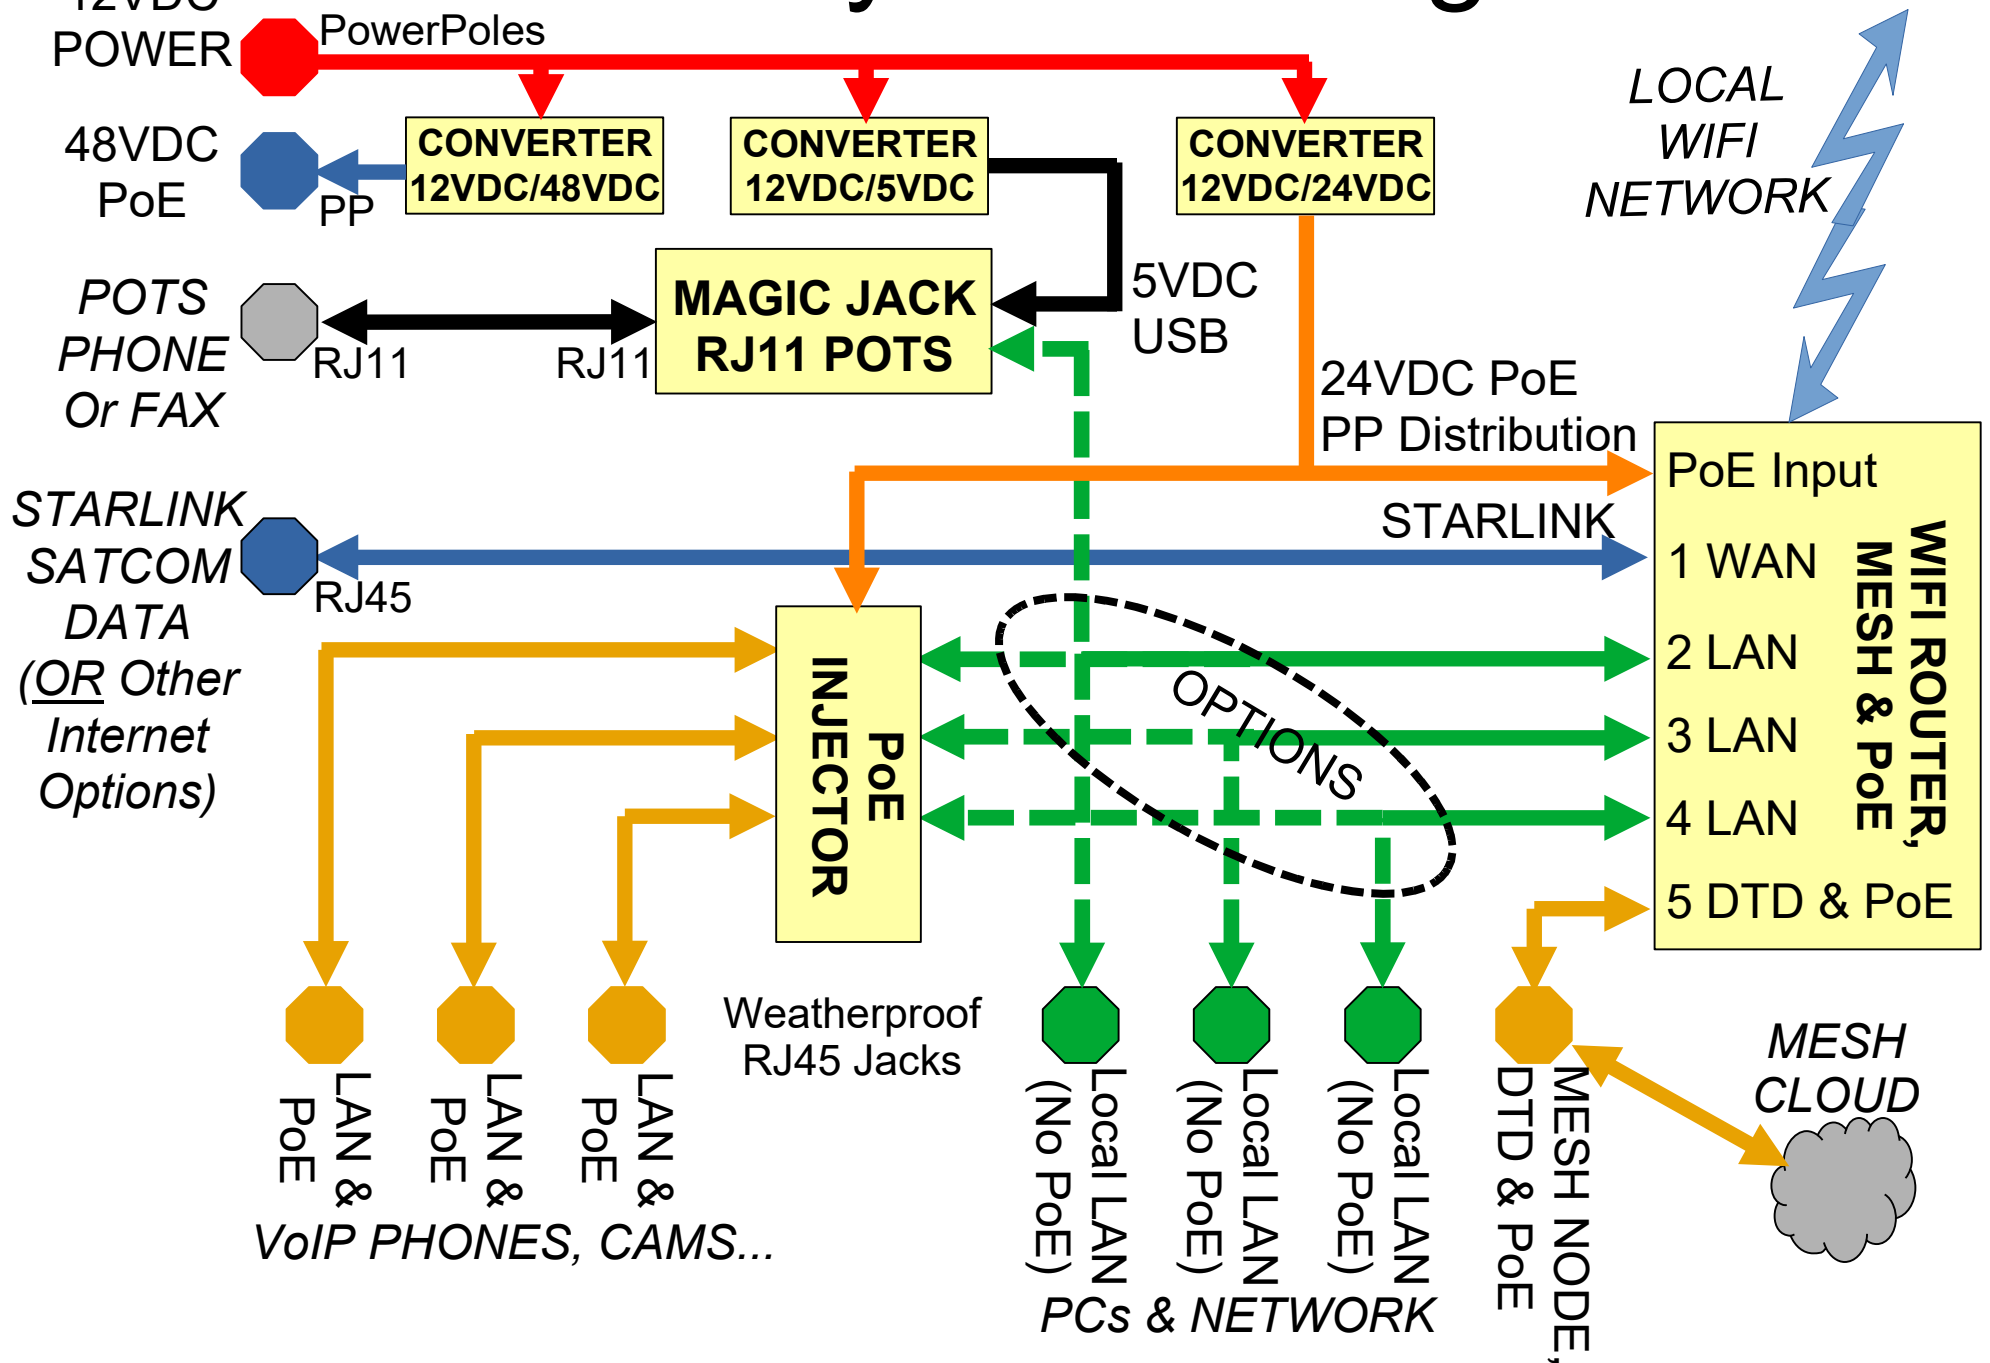 12VDC
POWER
PowerPoles
48VDC
PoE
PP
CONVERTER
12VDC/48VDC
CONVERTER
12VDC/5VDC
CONVERTER
12VDC/24VDC
LOCAL
WIFI
NETWORK
POTS
PHONE
Or FAX
RJ11
RJ11
MAGIC JACK
RJ11 POTS
5VDC
USB
24VDC PoE
PP Distribution
STARLINK
SATCOM
DATA
(OR Other
Internet
Options)
RJ45
STARLINK
PoE Input
1 WAN
2 LAN
3 LAN
4 LAN
5 DTD & PoE
WIFI ROUTER,
MESH & PoE
PoE
INJECTOR
OPTIONS
Weatherproof
RJ45 Jacks
LAN &
PoE
LAN &
PoE
LAN &
PoE
VoIP PHONES, CAMS...
Local LAN
(No PoE)
Local LAN
(No PoE)
Local LAN
(No PoE)
PCs & NETWORK
MESH NODE,
DTD & PoE
MESH
CLOUD